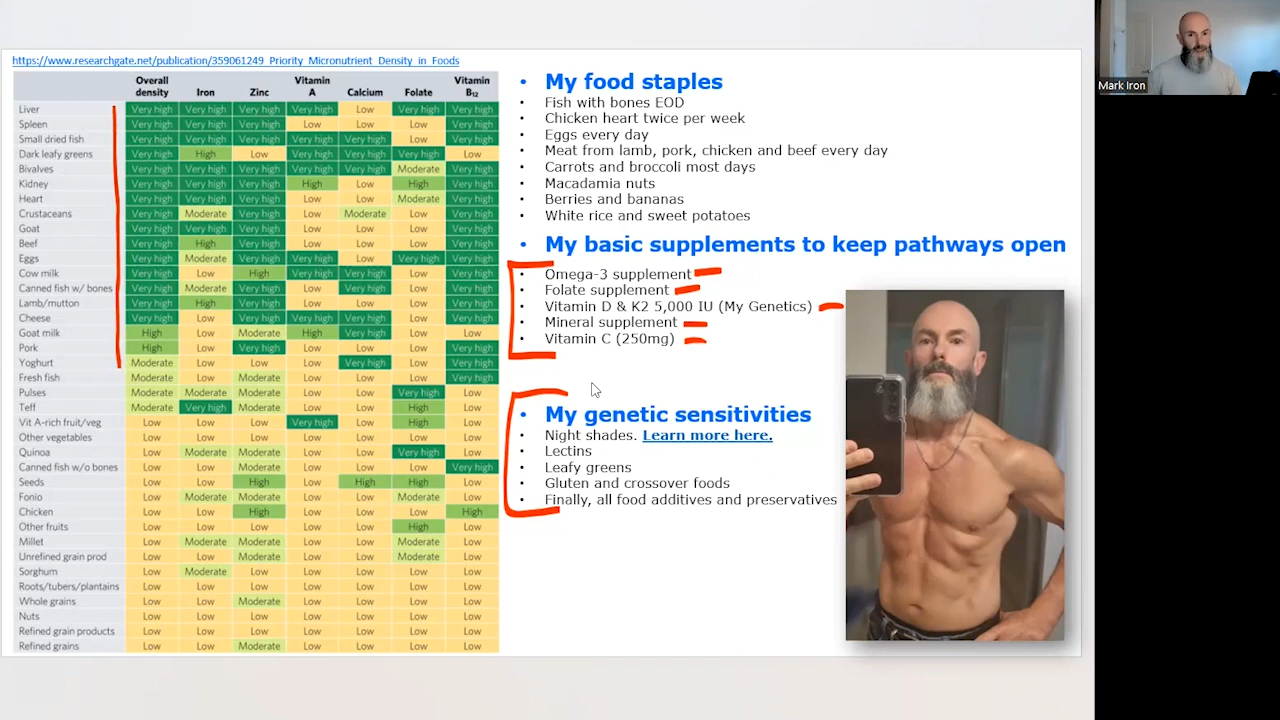 https://www.researchgate.net/publication/359061249_Priority_Micronutrient_Density_in_Foods
Overall density Iron Zinc Vitamin A Calcium Folate Vitamin B12
Liver Very high Very high Very high Very high Low Very high Very high
Spleen Very high Very high Very high Low Low Low Very high
Small dried fish Very high Very high Very high Very high Very high Low Very high
Dark leafy greens Very high High Low Very high Very high Very high Low
Bivalves Very high Very high Very high Very high Very high Moderate Very high
Kidney Very high Very high Very high High Low High Very high
Heart Very high Very high Very high Low Low Moderate Very high
Crustaceans Very high Moderate Very high Low Moderate Low Very high
Goat Very high Very high Very high Low Low Low Very high
Beef Very high High Very high Low Low Low Very high
Eggs Very high Moderate Very high Very high Low Very high Very high
Cow milk Very high Low High Very high Very high Low Very high
Canned fish w/ bones Very high Moderate Very high Low Very high Low Very high
Lamb/mutton Very high High Very high Low Low Low Very high
Cheese Very high Low Very high Very high Very high Low Very high
Goat milk High Low Moderate High Very high Low Low
Pork High Low Very high Low Low Low Very high
Yoghurt Moderate Low Low Low Very high Low Very high
Fresh fish Moderate Low Moderate Low Low Low Very high
Pulses Moderate Moderate Moderate Low Low Very high Low
Teff Moderate Very high Moderate Low Low High Low
Vit A-rich fruit/veg Low Low Low Very high Low High Low
Other vegetables Low Low Low Low Low Low Low
Quinoa Low Moderate Moderate Low Low Very high Low
Canned fish w/o bones Low Low Moderate Low Low Low Very high
Seeds Low Low High Low High High Low
Fonio Low Moderate Moderate Low Low Moderate Low
Chicken Low Low High Low Low Low High
Other fruits Low Low Low Low Low High Low
Millet Low Moderate Moderate Low Low Moderate Low
Unrefined grain prod Low Low Moderate Low Low Moderate Low
Sorghum Low Moderate Low Low Low Low Low
Roots/tubers/plantains Low Low Low Low Low Low Low
Whole grains Low Low Moderate Low Low Low Low
Nuts Low Low Low Low Low Low Low
Refined grain products Low Low Low Low Low Low Low
Refined grains Low Low Moderate Low Low Low Low
• My food staples
• Fish with bones EOD
• Chicken heart twice per week
• Eggs every day
• Meat from lamb, pork, chicken and beef every day
• Carrots and broccoli most days
• Macadamia nuts
• Berries and bananas
• White rice and sweet potatoes
• My basic supplements to keep pathways open
• Omega-3 supplement
• Folate supplement
• Vitamin D & K2 5,000 IU (My Genetics)
• Mineral supplement
• Vitamin C (250mg)
• My genetic sensitivities
• Night shades. Learn more here.
• Lectins
• Leafy greens
• Gluten and crossover foods
• Finally, all food additives and preservatives
Mark Iron